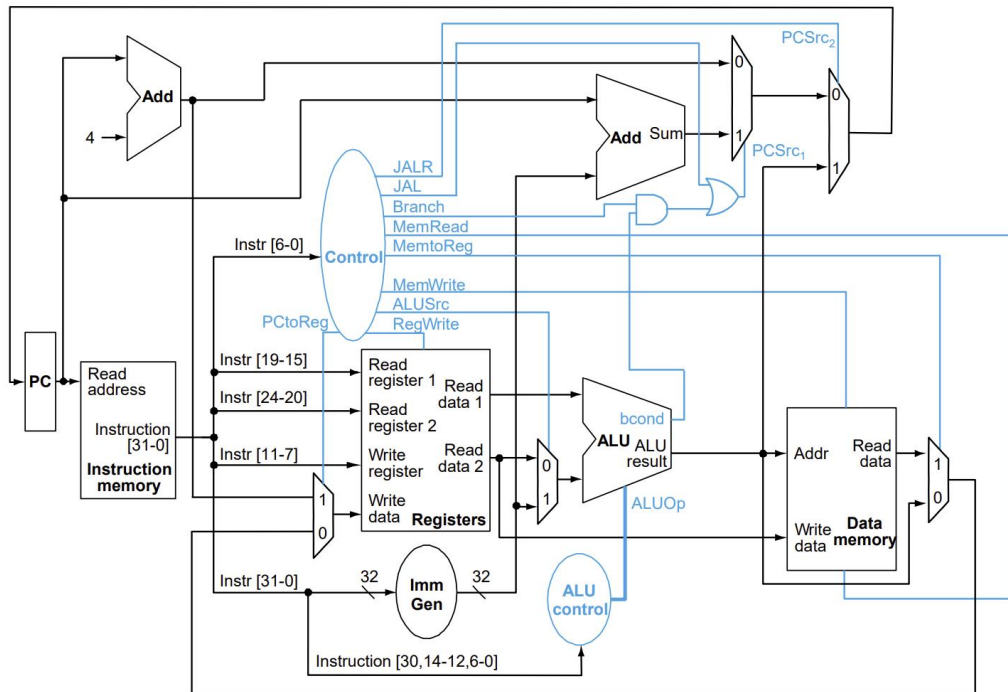 PCSrc₂
0
Add
0
Add
Sum
4
1
PCSrc₁
1
JALR
JAL
Branch
MemRead
MemtoReg
Instr [6-0]
Control
MemWrite
ALUSrc
PCtoReg
RegWrite
PC
Read
address
Instruction
[31-0]
Instruction
memory
Instr [19-15]
Instr [24-20]
Instr [11-7]
Read
register 1
Read
register 2
Write
register
Write
data
Read
data 1
Read
data 2
Registers
1
0
0
1
bcond
ALU
ALU
result
ALUOp
Addr
Read
data
Write
data
Data
memory
1
0
Instr [31-0]
32
Imm
Gen
32
ALU
control
Instruction [30,14-12,6-0]